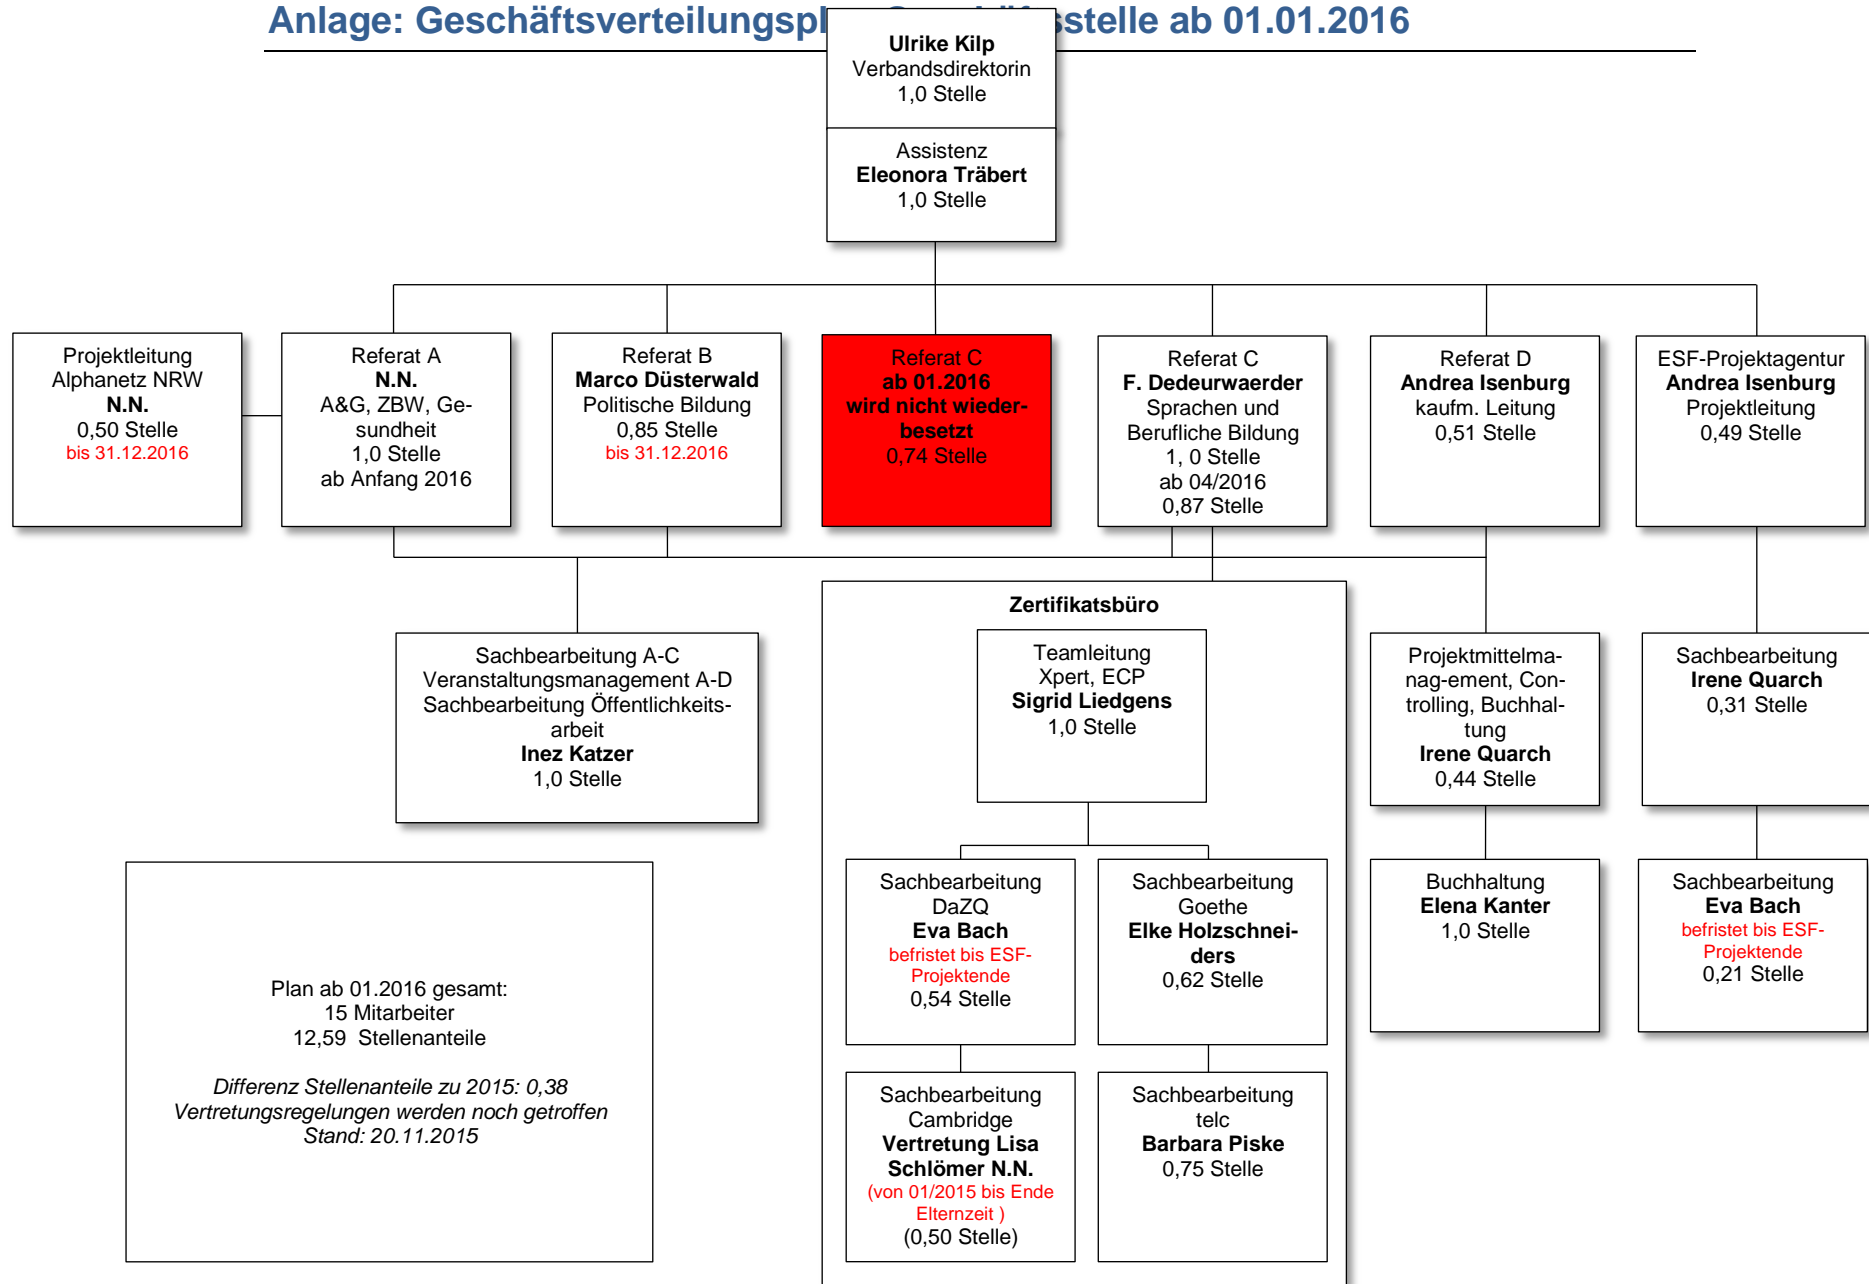 Anlage: Geschäftsverteilungspl stelle ab 01.01.2016
Ulrike Kilp
Verbandsdirektorin
1,0 Stelle
Assistenz
Eleonora Träbert
1,0 Stelle
Projektleitung
Alphanetz NRW
N.N.
0,50 Stelle
bis 31.12.2016
Referat A
N.N.
A&G, ZBW, Ge-
sundheit
1,0 Stelle
ab Anfang 2016
Referat B
Marco Düsterwald
Politische Bildung
0,85 Stelle
bis 31.12.2016
Referat C
ab 01.2016
wird nicht wieder-
besetzt
0,74 Stelle
Referat C
F. Dedeurwaerder
Sprachen und
Berufliche Bildung
1, 0 Stelle
ab 04/2016
0,87 Stelle
Referat D
Andrea Isenburg
kaufm. Leitung
0,51 Stelle
ESF-Projektagentur
Andrea Isenburg
Projektleitung
0,49 Stelle
Sachbearbeitung A-C
Veranstaltungsmanagement A-D
Sachbearbeitung Öffentlichkeits-
arbeit
Inez Katzer
1,0 Stelle
Zertifikatsbüro
Teamleitung
Xpert, ECP
Sigrid Liedgens
1,0 Stelle
Projektmittelma-
nag-ement, Con-
trolling, Buchhal-
tung
Irene Quarch
0,44 Stelle
Sachbearbeitung
Irene Quarch
0,31 Stelle
Sachbearbeitung
DaZQ
Eva Bach
befristet bis ESF-
Projektende
0,54 Stelle
Sachbearbeitung
Goethe
Elke Holzschnei-
ders
0,62 Stelle
Buchhaltung
Elena Kanter
1,0 Stelle
Sachbearbeitung
Eva Bach
befristet bis ESF-
Projektende
0,21 Stelle
Plan ab 01.2016 gesamt:
15 Mitarbeiter
12,59 Stellenanteile
Differenz Stellenanteile zu 2015: 0,38
Vertretungsregelungen werden noch getroffen
Stand: 20.11.2015
Sachbearbeitung
Cambridge
Vertretung Lisa
Schlömer N.N.
(von 01/2015 bis Ende
Elternzeit )
(0,50 Stelle)
Sachbearbeitung
telc
Barbara Piske
0,75 Stelle